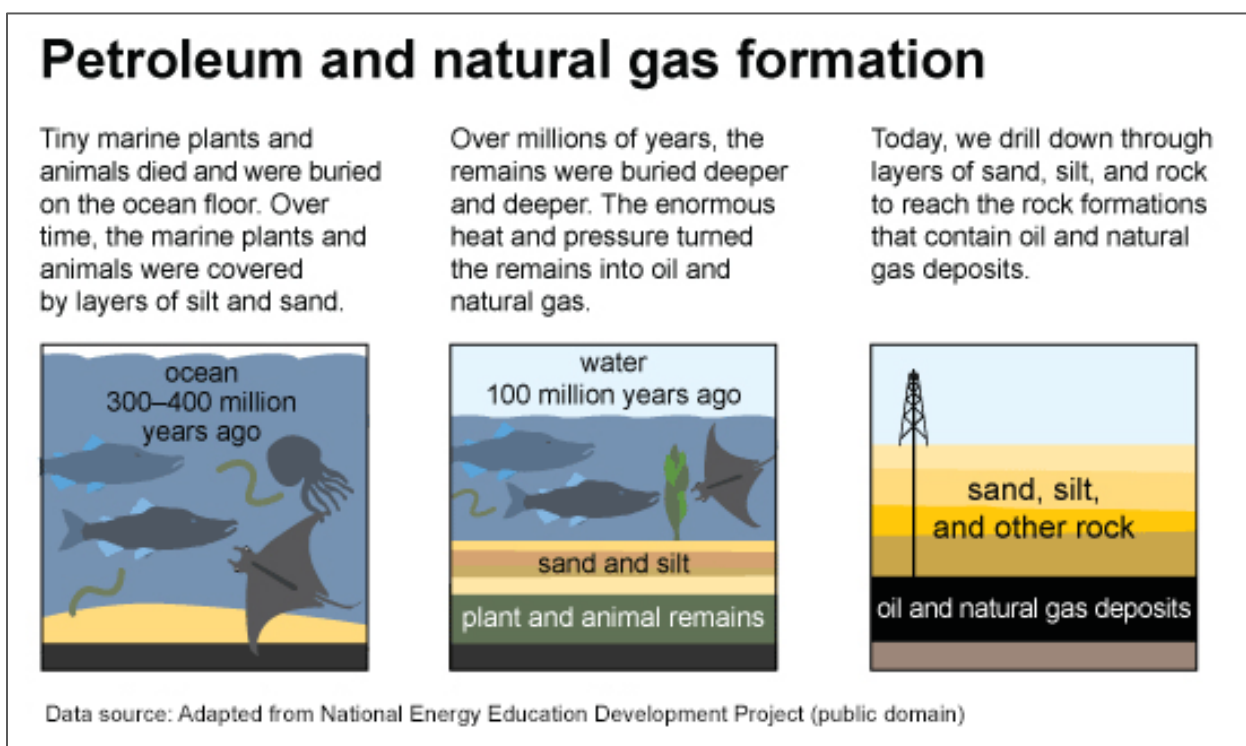 Petroleum and natural gas formation
Tiny marine plants and
animals died and were buried
on the ocean floor. Over
time, the marine plants and
animals were covered
by layers of silt and sand.
Over millions of years, the
remains were buried deeper
and deeper. The enormous
heat and pressure turned
the remains into oil and
natural gas.
Today, we drill down through
layers of sand, silt, and rock
to reach the rock formations
that contain oil and natural
gas deposits.
ocean
300–400 million
years ago
water
100 million years ago
sand and silt
plant and animal remains
sand, silt,
and other rock
oil and natural gas deposits
Data source: Adapted from National Energy Education Development Project (public domain)